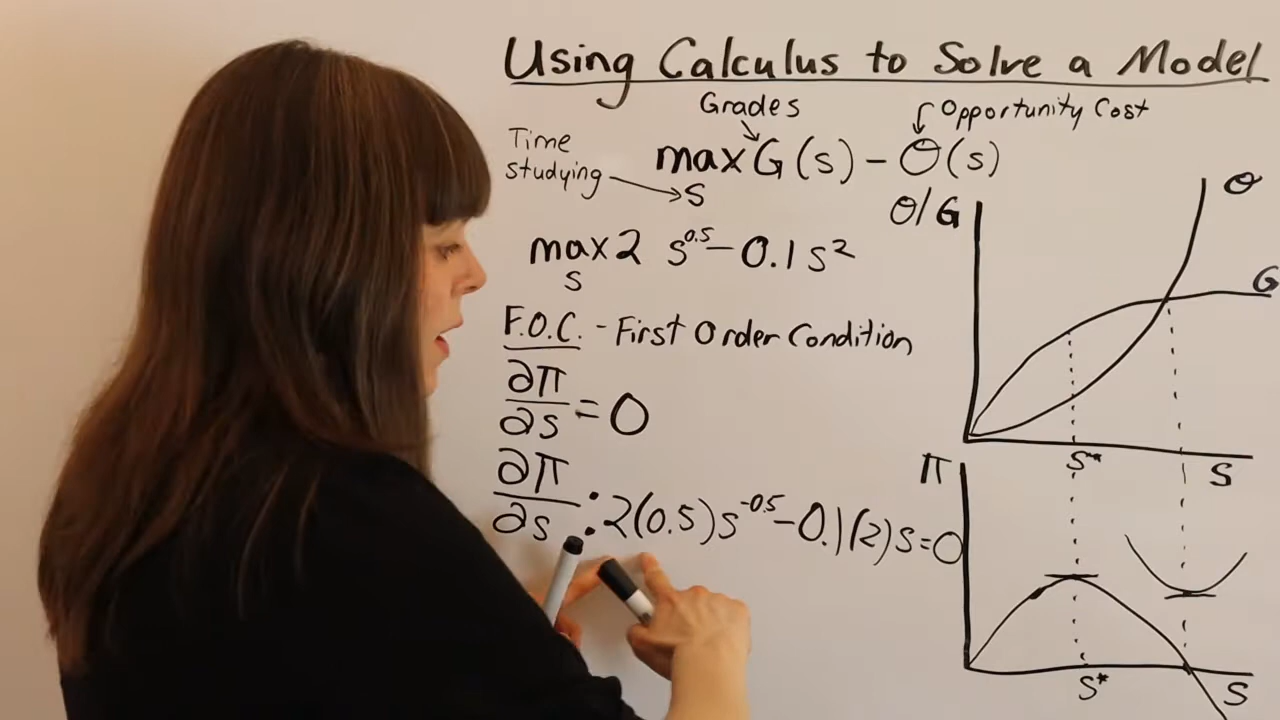 Using Calculus to Solve a Model
Grades
Opportunity Cost
Time
studying
max G(s) - O(s)
s
max 2 s^0.5 - 0.1 s²
s
F.O.C. - First Order Condition
∂π
∂s = 0
∂π
∂s : 2(0.5)s^-0.5 - 0.1(2)s=0
O/G
O
G
s*
s
π
s*
s